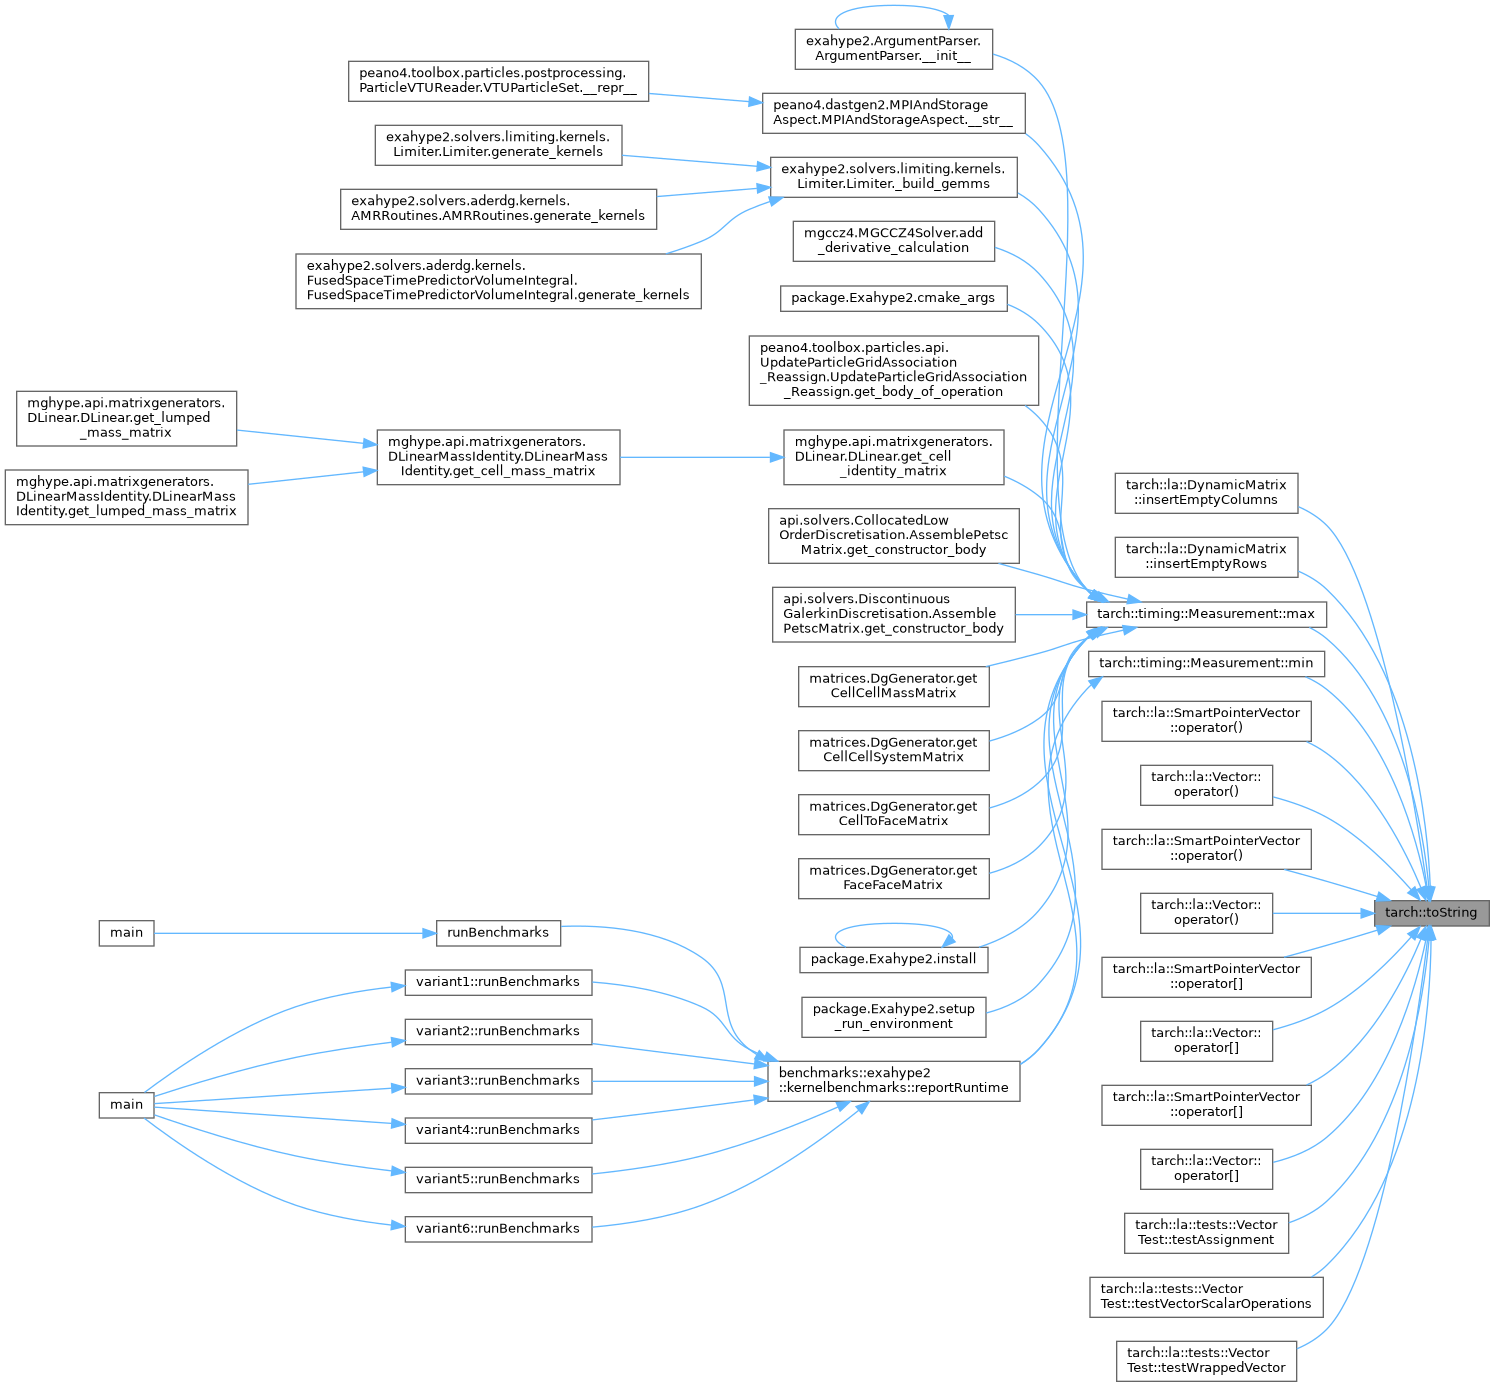 exahype2.ArgumentParser.
ArgumentParser.__init__
peano4.toolbox.particles.postprocessing.
ParticleVTUReader.VTUParticleSet.__repr__
peano4.dastgen2.MPIAndStorage
Aspect.MPIAndStorageAspect.__str__
exahype2.solvers.limiting.kernels.
Limiter.Limiter.generate_kernels
exahype2.solvers.limiting.kernels.
Limiter.Limiter._build_gemms
exahype2.solvers.aderdg.kernels.
AMRRoutines.AMRRoutines.generate_kernels
mgccz4.MGCCZ4Solver.add
_derivative_calculation
exahype2.solvers.aderdg.kernels.
FusedSpaceTimePredictorVolumeIntegral.
FusedSpaceTimePredictorVolumeIntegral.generate_kernels
package.Exahype2.cmake_args
peano4.toolbox.particles.api.
UpdateParticleGridAssociation
_Reassign.UpdateParticleGridAssociation
_Reassign.get_body_of_operation
mghype.api.matrixgenerators.
DLinear.DLinear.get_lumped
_mass_matrix
mghype.api.matrixgenerators.
DLinearMassIdentity.DLinearMass
Identity.get_cell_mass_matrix
mghype.api.matrixgenerators.
DLinear.DLinear.get_cell
_identity_matrix
mghype.api.matrixgenerators.
DLinearMassIdentity.DLinearMass
Identity.get_lumped_mass_matrix
api.solvers.CollocatedLow
OrderDiscretisation.AssemblePetsc
Matrix.get_constructor_body
api.solvers.Discontinuous
GalerkinDiscretisation.Assemble
PetscMatrix.get_constructor_body
matrices.DgGenerator.get
CellCellMassMatrix
matrices.DgGenerator.get
CellCellSystemMatrix
matrices.DgGenerator.get
CellToFaceMatrix
matrices.DgGenerator.get
FaceFaceMatrix
package.Exahype2.install
package.Exahype2.setup
_run_environment
benchmarks::exahype2
::kernelbenchmarks::reportRuntime
main
runBenchmarks
variant1::runBenchmarks
variant2::runBenchmarks
variant3::runBenchmarks
main
variant4::runBenchmarks
variant5::runBenchmarks
variant6::runBenchmarks
tarch::la::DynamicMatrix
::insertEmptyColumns
tarch::la::DynamicMatrix
::insertEmptyRows
tarch::timing::Measurement::max
tarch::timing::Measurement::min
tarch::la::SmartPointerVector
::operator()
tarch::la::Vector::
operator()
tarch::la::SmartPointerVector
::operator()
tarch::la::Vector::
operator()
tarch::toString
tarch::la::SmartPointerVector
::operator[]
tarch::la::Vector::
operator[]
tarch::la::SmartPointerVector
::operator[]
tarch::la::Vector::
operator[]
tarch::la::tests::Vector
Test::testAssignment
tarch::la::tests::Vector
Test::testVectorScalarOperations
tarch::la::tests::Vector
Test::testWrappedVector